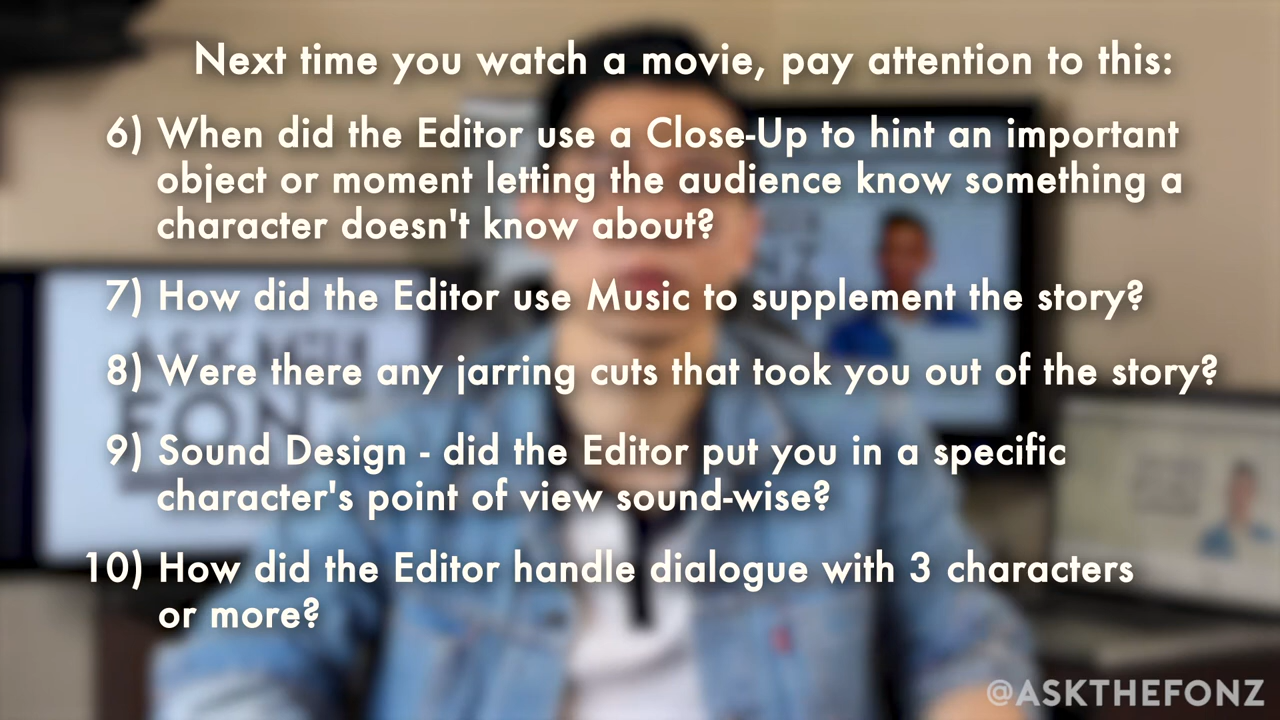 Next time you watch a movie, pay attention to this:
6) When did the Editor use a Close-Up to hint an important
object or moment letting the audience know something a
character doesn't know about?
7) How did the Editor use Music to supplement the story?
8) Were there any jarring cuts that took you out of the story?
9) Sound Design - did the Editor put you in a specific
character's point of view sound-wise?
10) How did the Editor handle dialogue with 3 characters
or more?
ASK
FONZ
@ASKTHEFONZ